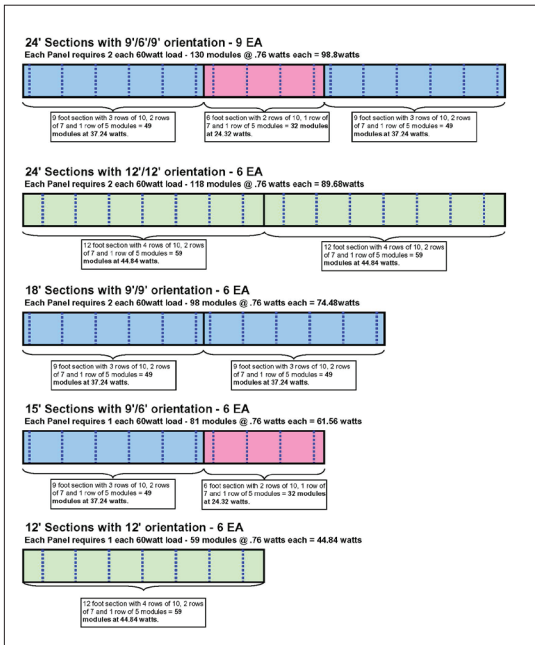 24' Sections with 9'/6'/9' orientation - 9 EA
Each Panel requires 2 each 60watt load - 130 modules @ .76 watts each = 98.8watts
9 foot section with 3 rows of 10, 2 rows
of 7 and 1 row of 5 modules = 49
modules at 37.24 watts.
6 foot section with 2 rows of 10, 1 row of
7 and 1 row of 5 modules = 32 modules
at 24.32 watts.
9 foot section with 3 rows of 10, 2 rows
of 7 and 1 row of 5 modules = 49
modules at 37.24 watts.
24' Sections with 12'/12' orientation - 6 EA
Each Panel requires 2 each 60watt load - 118 modules @ .76 watts each = 89.68watts
12 foot section with 4 rows of 10, 2 rows
of 7 and 1 row of 5 modules = 59
modules at 44.84 watts.
12 foot section with 4 rows of 10, 2 rows
of 7 and 1 row of 5 modules = 59
modules at 44.84 watts.
18' Sections with 9'/9' orientation - 6 EA
Each Panel requires 2 each 60watt load - 98 modules @ .76 watts each = 74.48watts
9 foot section with 3 rows of 10, 2 rows
of 7 and 1 row of 5 modules = 49
modules at 37.24 watts.
9 foot section with 3 rows of 10, 2 rows
of 7 and 1 row of 5 modules = 49
modules at 37.24 watts.
15' Sections with 9'/6' orientation - 6 EA
Each Panel requires 1 each 60watt load - 81 modules @ .76 watts each = 61.56 watts
9 foot section with 3 rows of 10, 2 rows
of 7 and 1 row of 5 modules = 49
modules at 37.24 watts.
6 foot section with 2 rows of 10, 1 row of
7 and 1 row of 5 modules = 32 modules
at 24.32 watts.
12' Sections with 12' orientation - 6 EA
Each Panel requires 1 each 60watt load - 59 modules @ .76 watts each = 44.84 watts
12 foot section with 4 rows of 10, 2 rows
of 7 and 1 row of 5 modules = 59
modules at 44.84 watts.